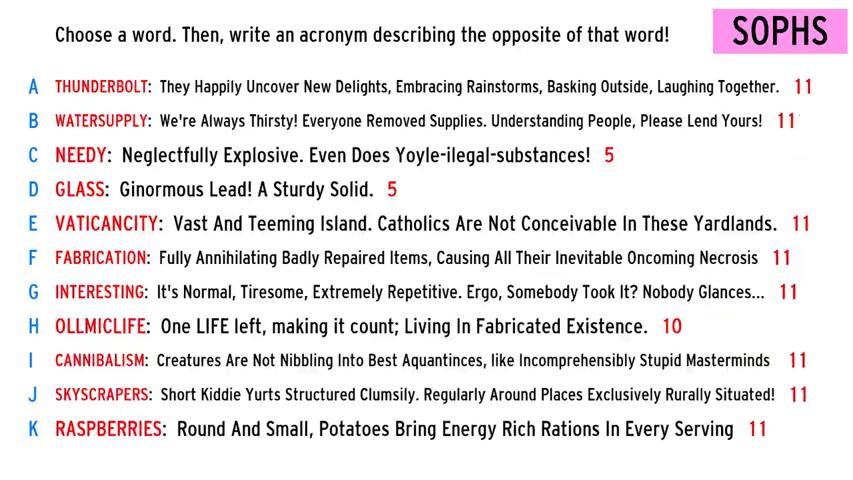 Choose a word. Then, write an acronym describing the opposite of that word!
SOPHS
A THUNDERBOLT: They Happily Uncover New Delights, Embracing Rainstorms, Basking Outside, Laughing Together. 11
B WATERSUPPLY: We're Always Thirsty! Everyone Removed Supplies. Understanding People, Please Lend Yours! 11
C NEEDY: Neglectfully Explosive. Even Does Yoyle-ilegal-substances! 5
D GLASS: Ginormous Lead! A Sturdy Solid. 5
E VATICANCITY: Vast And Teeming Island. Catholics Are Not Conceivable In These Yardlands. 11
F FABRICATION: Fully Annihilating Badly Repaired Items, Causing All Their Inevitable Oncoming Necrosis 11
G INTERESTING: It's Normal, Tiresome, Extremely Repetitive. Ergo, Somebody Took It? Nobody Glances... 11
H OLLMICLIFE: One LIFE left, making it count; Living In Fabricated Existence. 10
I CANNIBALISM: Creatures Are Not Nibbling Into Best Aquantinces, like Incomprehensibly Stupid Masterminds 11
J SKYSCRAPERS: Short Kiddie Yurts Structured Clumsily. Regularly Around Places Exclusively Rurally Situated! 11
K RASPBERRIES: Round And Small, Potatoes Bring Energy Rich Rations In Every Serving 11